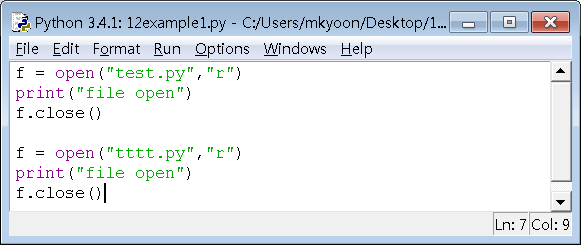 Python 3.4.1: 12example1.py - C:/Users/mkyoon/Desktop/1...
File Edit Format Run Options Windows Help
f = open("test.py","r")
print("file open")
f.close()
f = open("tttt.py","r")
print("file open")
f.close()
Ln: 7 Col: 9